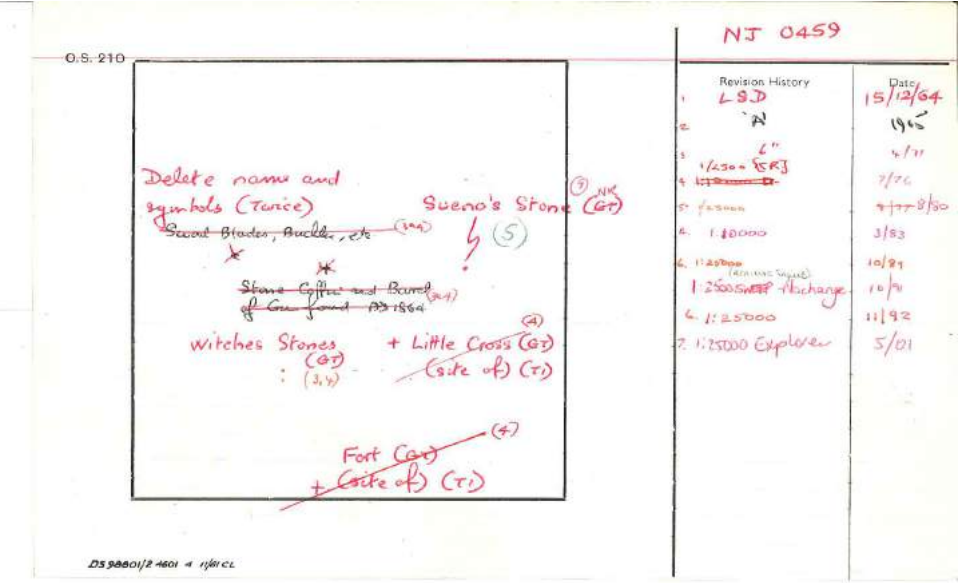 NJ 0459
O.S. 210
Delete name and
symbols (Twice)
Sword Blades, Buckles, etc
Stone Coffin and Barrel
of Gun found AD 1864
Sueno's Stone (GT)
NR
(5)
Witches Stones
(GT)
: (3,4)
+ Little Cross (GT)
(site of) (TI)
(4)
Fort (GT)
+ (site of) (TI)
(4)
DS 98801/2 4601 4 11/61 CL
Revision History Date
1 LSD 15/12/64
2 'A' 1965
3 6" 4/71
4 1/2500 [SR] 7/76
5. 1/25000 8/80
1:10000 3/83
6. 1:25000 10/89
1:2500 Nochange 10/91
6. 1:25000 11/92
7. 1:25000 Explorer 5/01